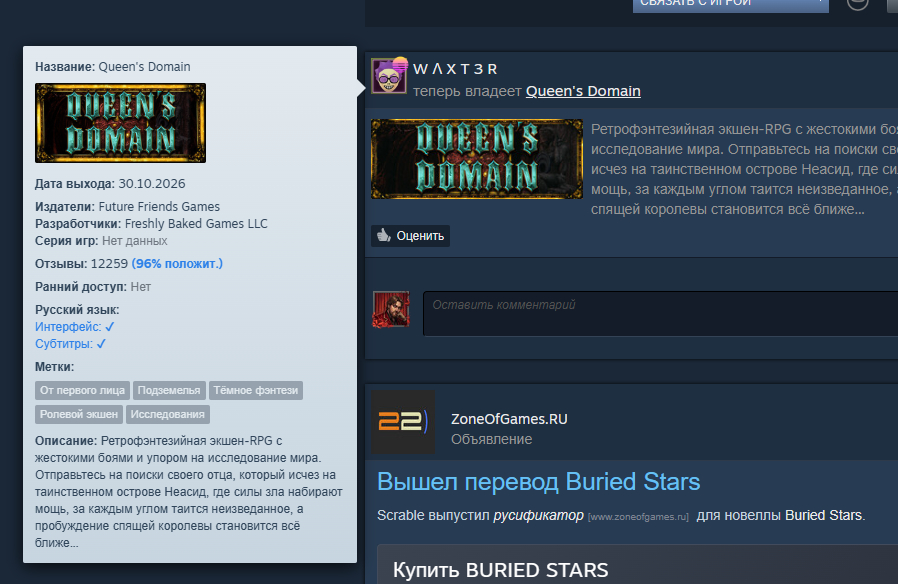 СВЯЗАТЬ С ИГРОЙ
Название: Queen's Domain
QUEEN'S
DOMAIN
Дата выхода: 30.10.2026
Издатели: Future Friends Games
Разработчики: Freshly Baked Games LLC
Серия игр: Нет данных
Отзывы: 12259 (96% положит.)
Ранний доступ: Нет
Русский язык:
Интерфейс: ✓
Субтитры: ✓
Метки:
От первого лица Подземелья Тёмное фэнтези
Ролевой экшен Исследования
Описание: Ретрофэнтезийная экшен-RPG с
жестокими боями и упором на исследование мира.
Отправьтесь на поиски своего отца, который исчез на
таинственном острове Неасид, где силы зла набирают
мощь, за каждым углом таится неизведанное, а
пробуждение спящей королевы становится всё
ближе...
W Λ X T 3 R
теперь владеет Queen's Domain
QUEEN'S
DOMAIN
Ретрофэнтезийная экшен-RPG с жестокими боя
исследование мира. Отправьтесь на поиски сво
исчез на таинственном острове Неасид, где сил
мощь, за каждым углом таится неизведанное, а
спящей королевы становится всё ближе...
Оценить
Оставить комментарий
ZoneOfGames.RU
Объявление
Вышел перевод Buried Stars
Scrable выпустил русификатор [www.zoneofgames.ru] для новеллы Buried Stars.
Купить BURIED STARS